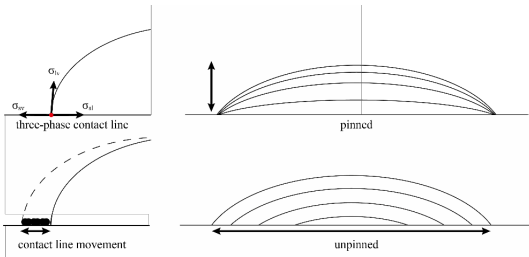 σlv
σsv
σsl
three-phase contact line
pinned
contact line movement
unpinned